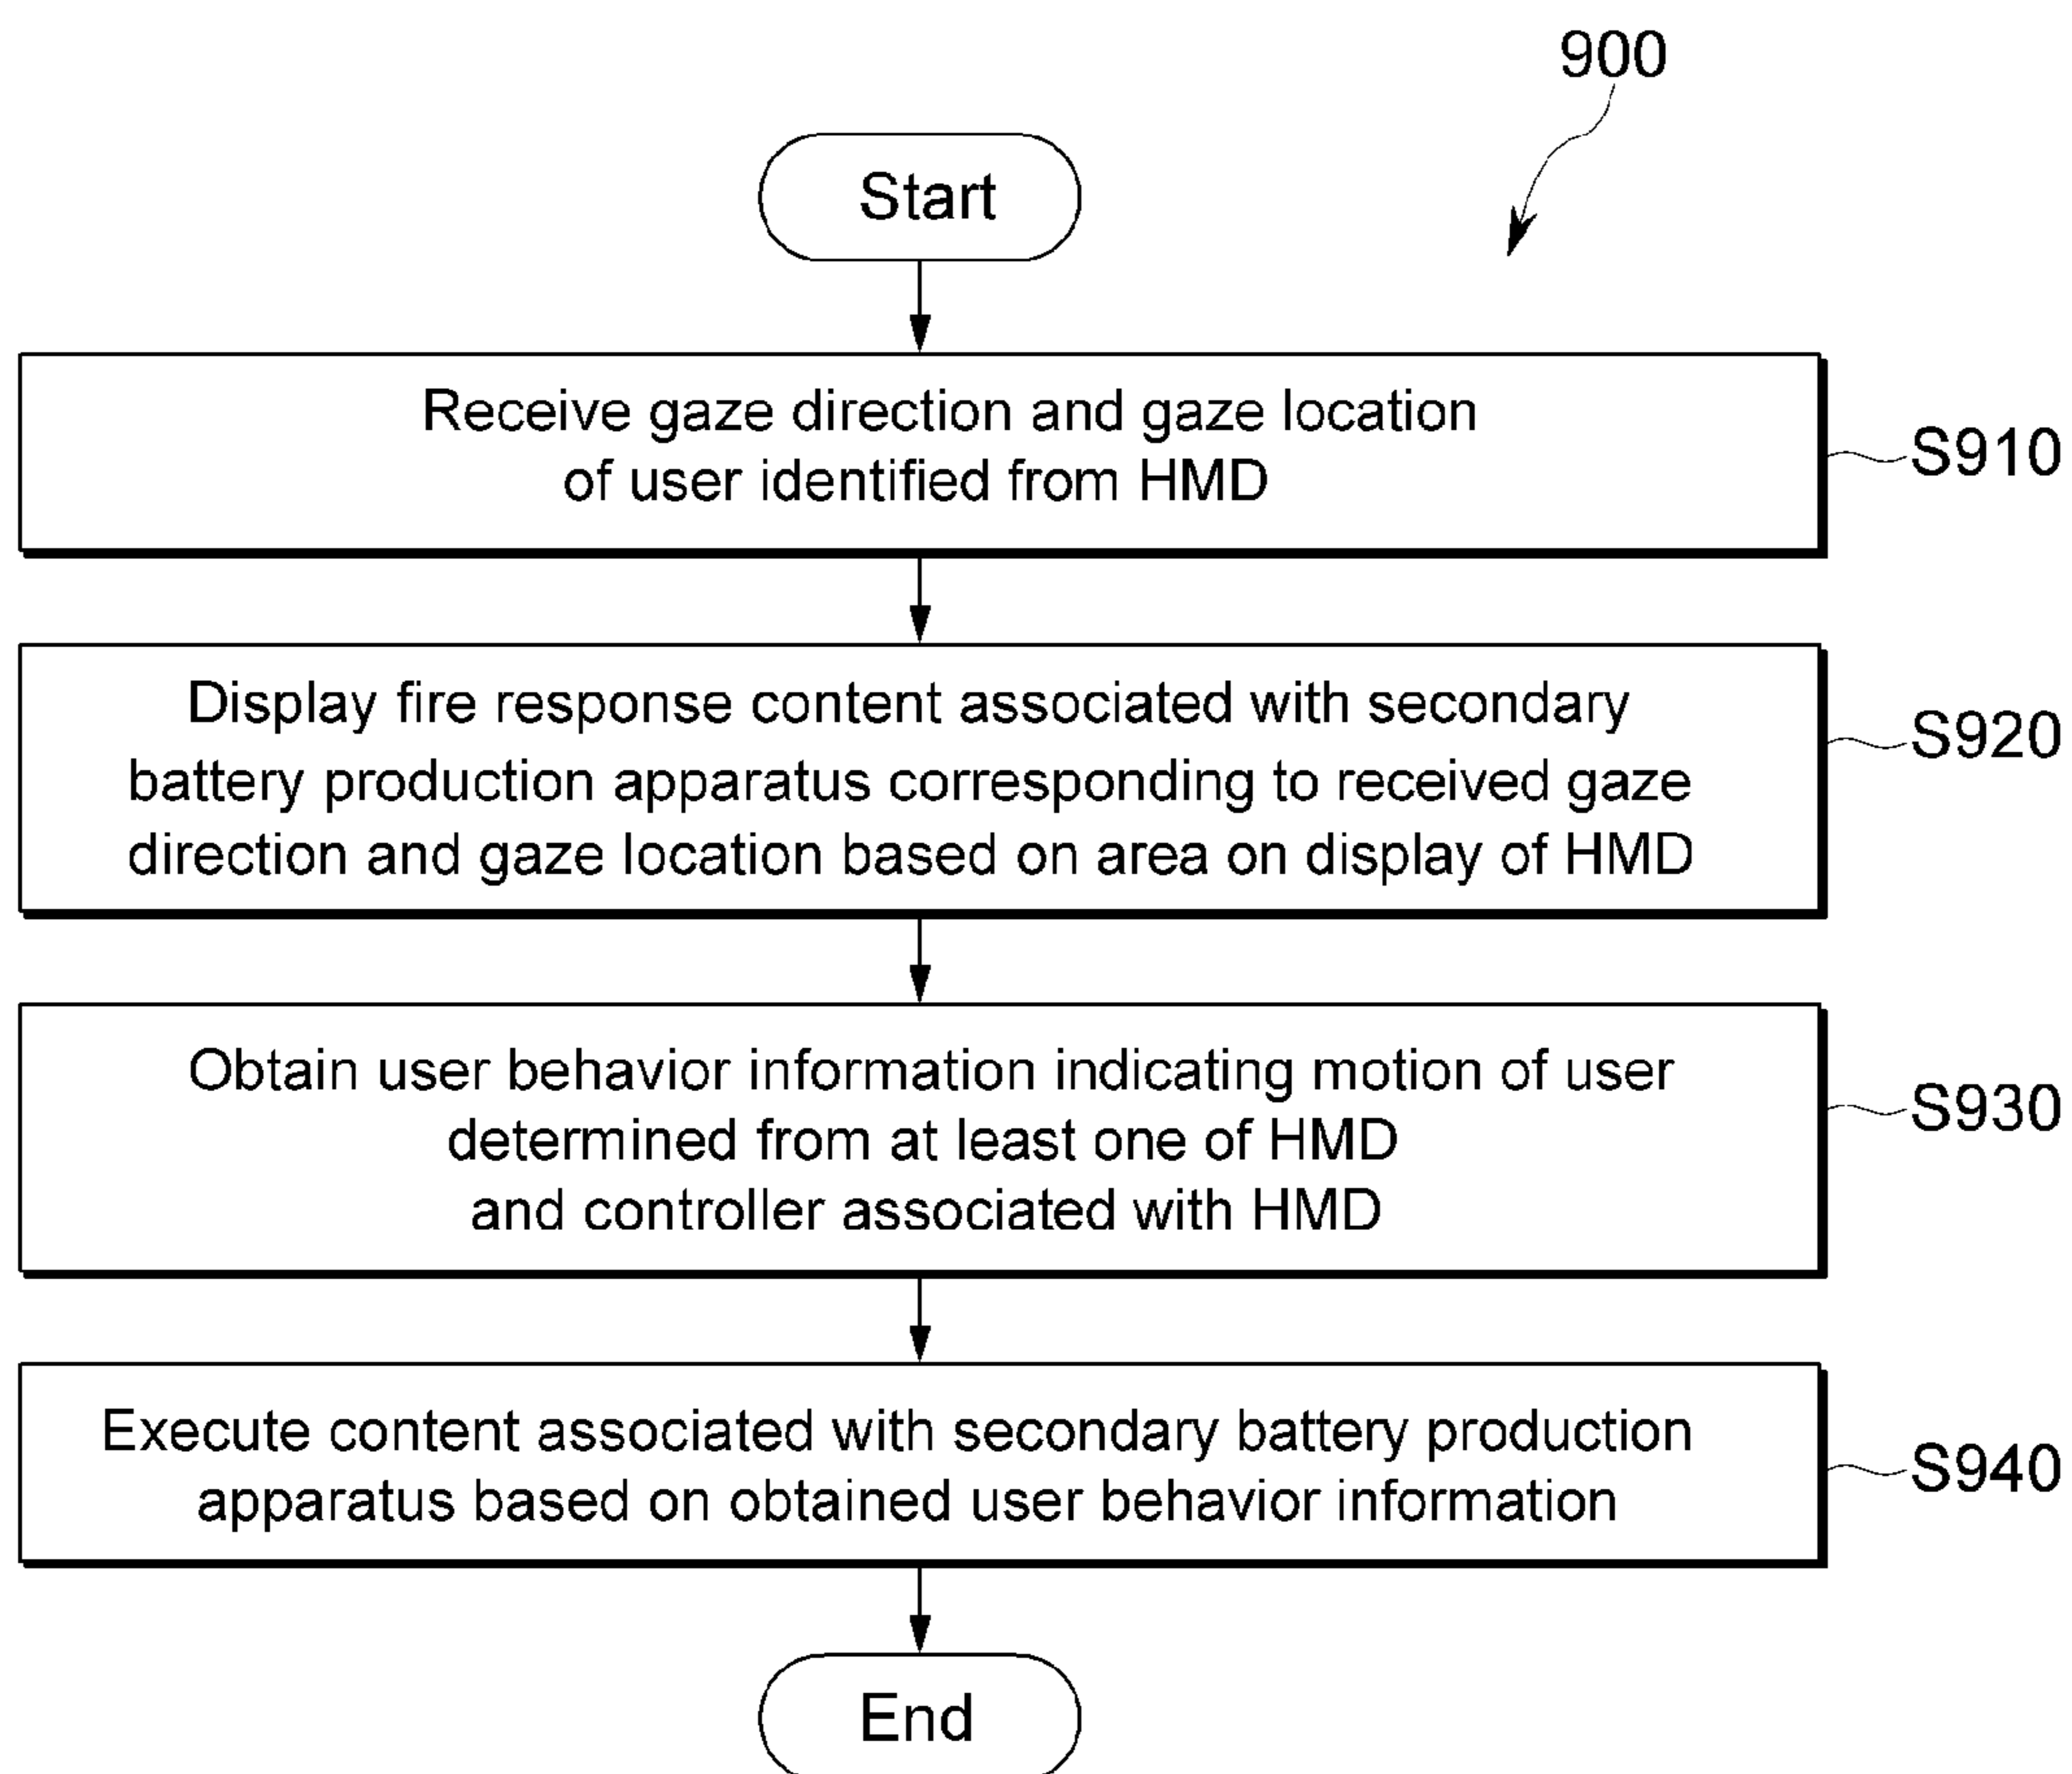 900
Start
Receive gaze direction and gaze location
of user identified from HMD
S910
Display fire response content associated with secondary
battery production apparatus corresponding to received gaze
direction and gaze location based on area on display of HMD
S920
Obtain user behavior information indicating motion of user
determined from at least one of HMD
and controller associated with HMD
S930
Execute content associated with secondary battery production
apparatus based on obtained user behavior information
S940
End